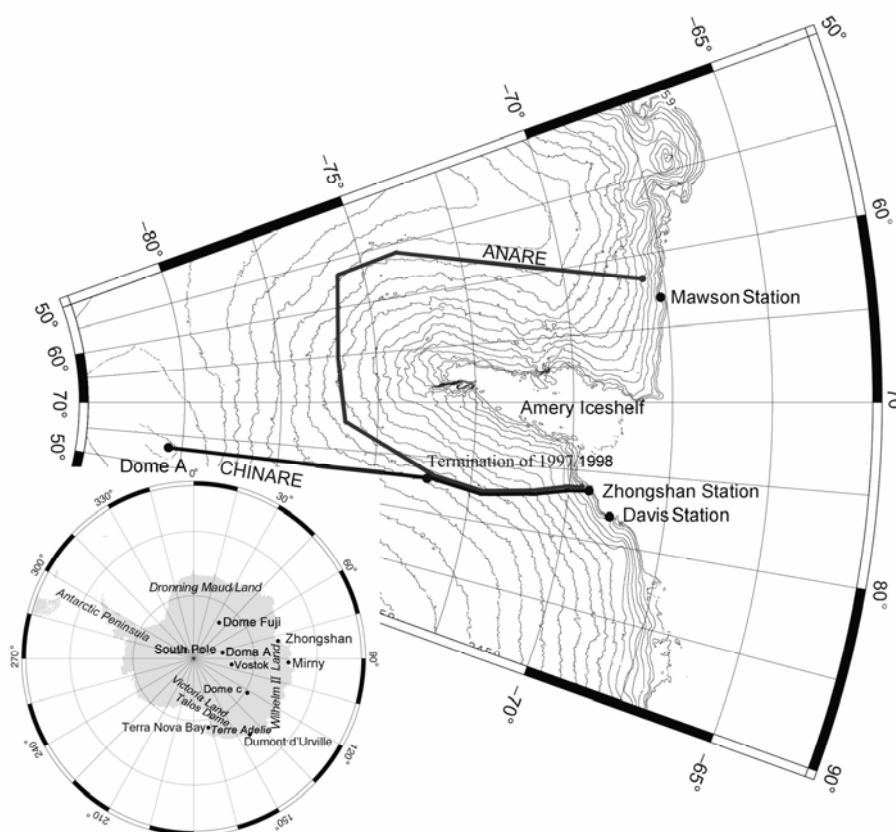 −65°
50°
59
−70°
−75°
−80°
60°
ANARE
Mawson Station
50°
60°
70°
50°
Amery Iceshelf
70
Dome A
CHINARE
Termination of 1997/1998
Zhongshan Station
Davis Station
80°
−70°
−65°
90°
0°
30°
60°
90°
120°
150°
210°
240°
270°
300°
330°
Dronning Maud Land
Antarctic Peninsula
Dome Fuji
Zhongshan
South Pole
Doma A
Vostok
Mirny
Wilhelm II Land
Dome c
Victoria Land
Talos Dome
Terra Nova Bay
Terre Adelie
Dumont d'Urville